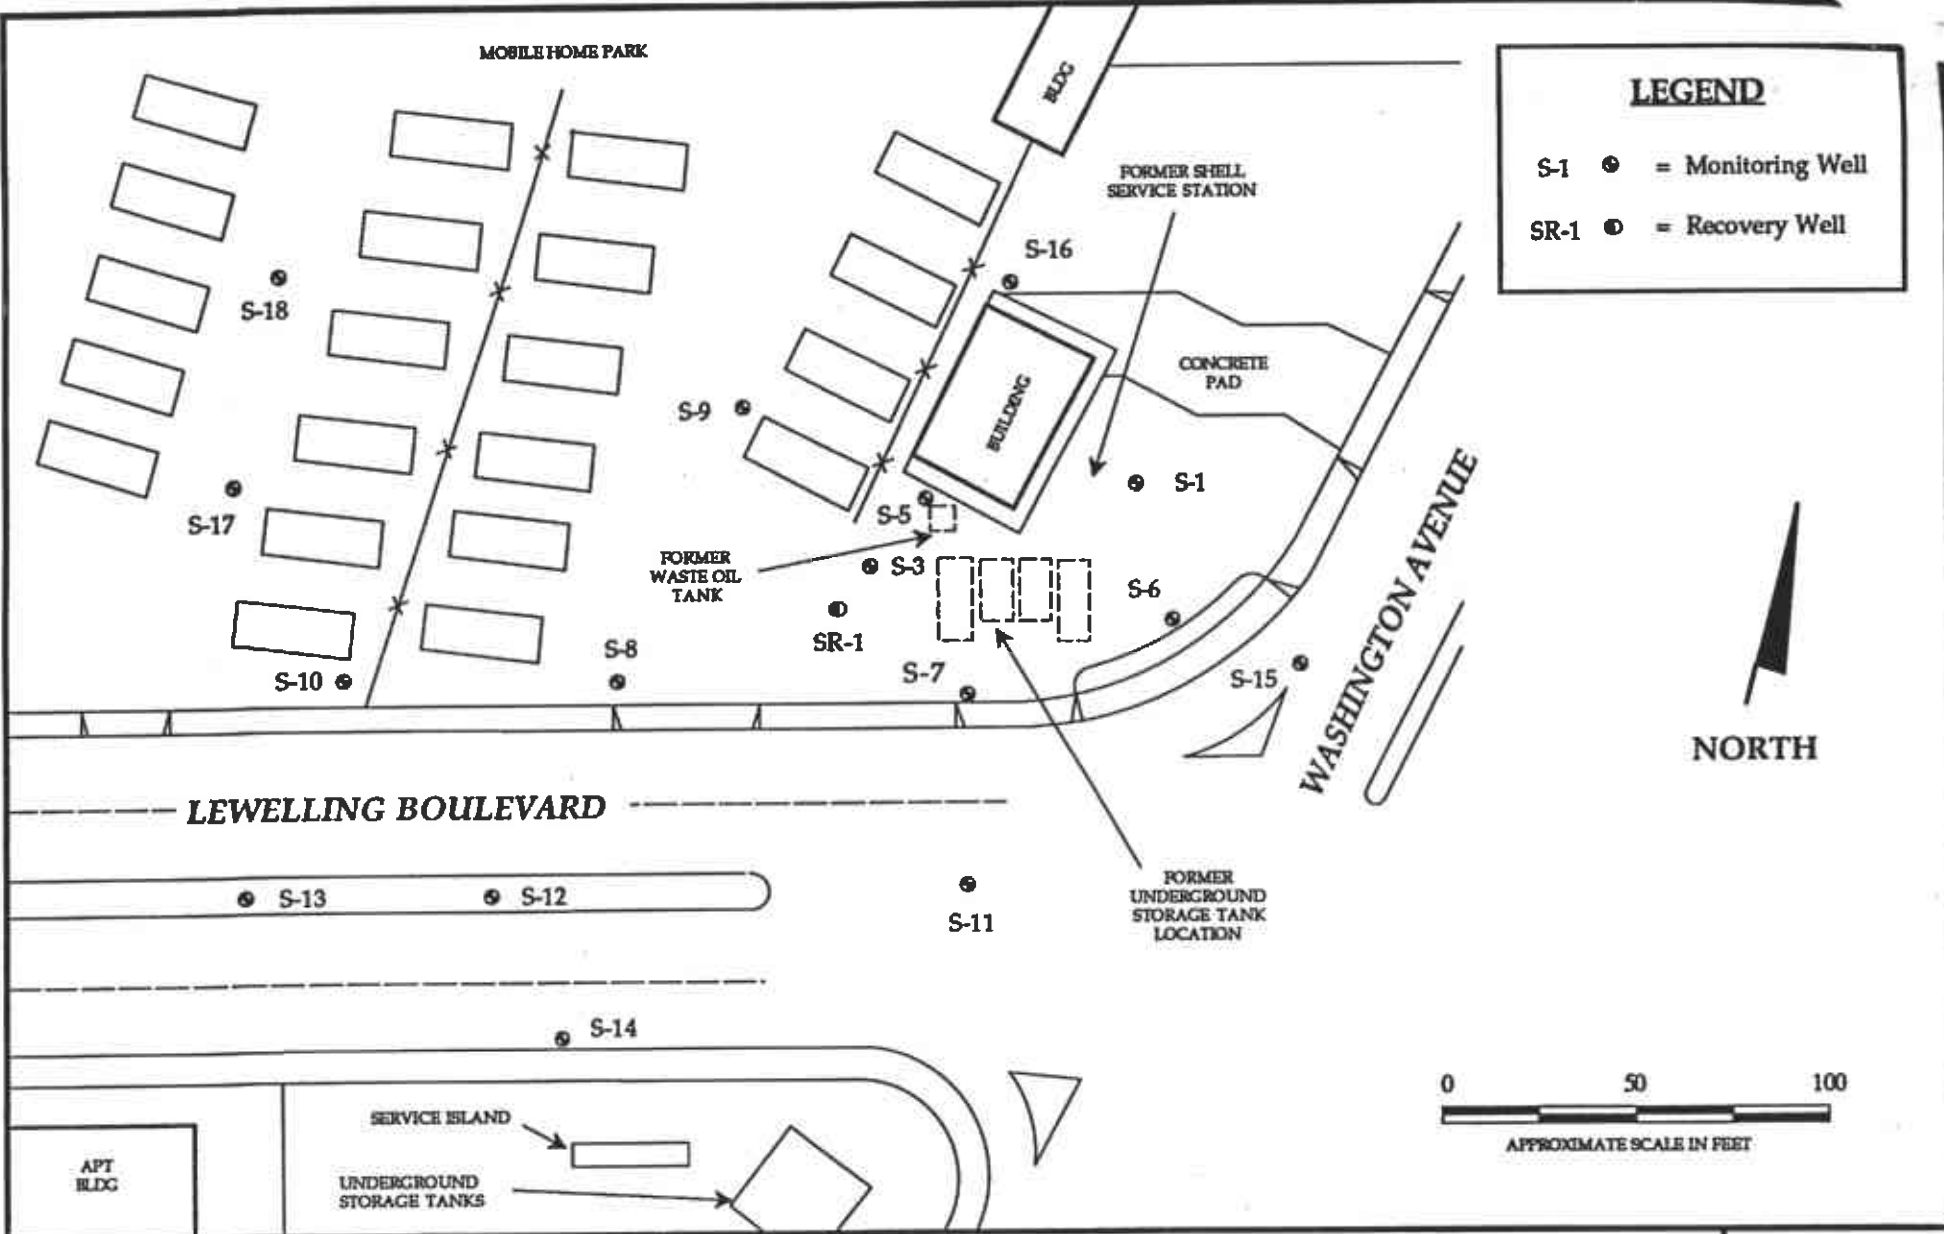 MOBILE HOME PARK
BLDG
LEGEND
S-1 = Monitoring Well
SR-1 = Recovery Well
FORMER SHELL
SERVICE STATION
S-16
S-18
CONCRETE
PAD
BUILDING
S-9
S-1
S-5
S-17
FORMER
WASTE OIL
TANK
S-3
S-6
SR-1
S-8
S-7
S-10
S-15
WASHINGTON AVENUE
NORTH
LEWELLING BOULEVARD
S-13
S-12
S-11
FORMER
UNDERGROUND
STORAGE TANK
LOCATION
S-14
0 50 100
APPROXIMATE SCALE IN FEET
SERVICE ISLAND
UNDERGROUND
STORAGE TANKS
APT
BLDG